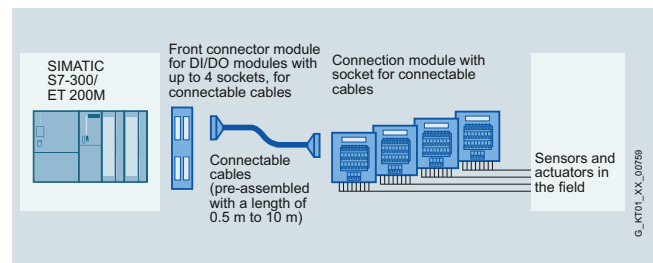 SIMATIC
S7-300/
ET 200M
Front connector module
for DI/DO modules with
up to 4 sockets, for
connectable cables
Connectable
cables
(pre-assembled
with a length of
0.5 m to 10 m)
Connection module with
socket for connectable
cables
Sensors and
actuators in
the field
G_KT01_XX_00759